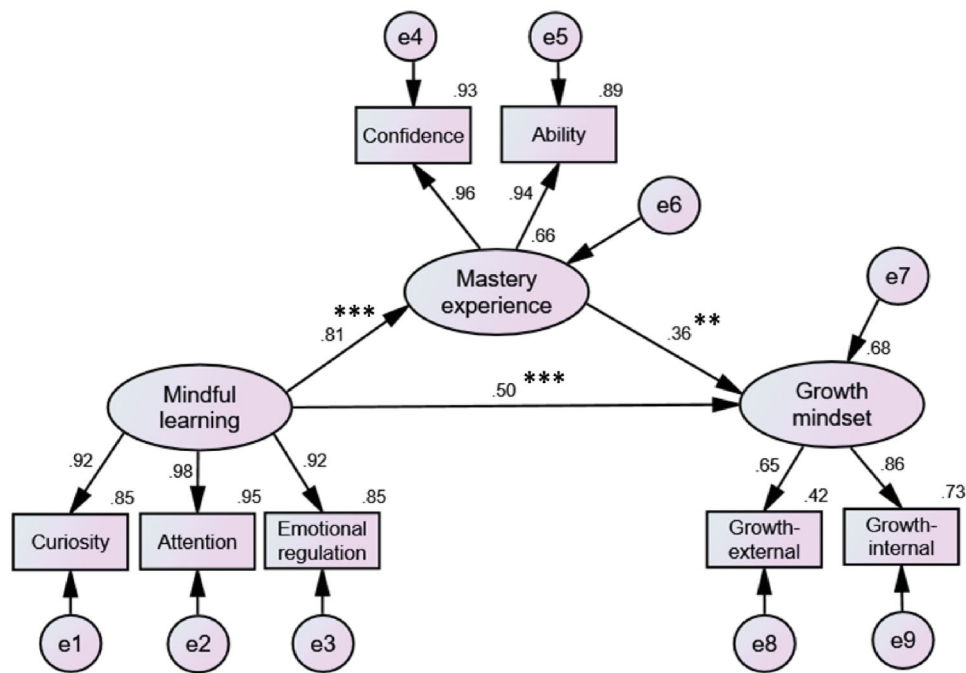 e4
e5
.93
.89
Confidence
Ability
.96
.94
e6
.66
Mastery
experience
e7
***
.81
.36
**
.68
Mindful
learning
***
.50
Growth
mindset
.92
.98
.92
.65
.86
.85
.95
.85
.42
.73
Curiosity
Attention
Emotional
regulation
Growth-
external
Growth-
internal
e1
e2
e3
e8
e9